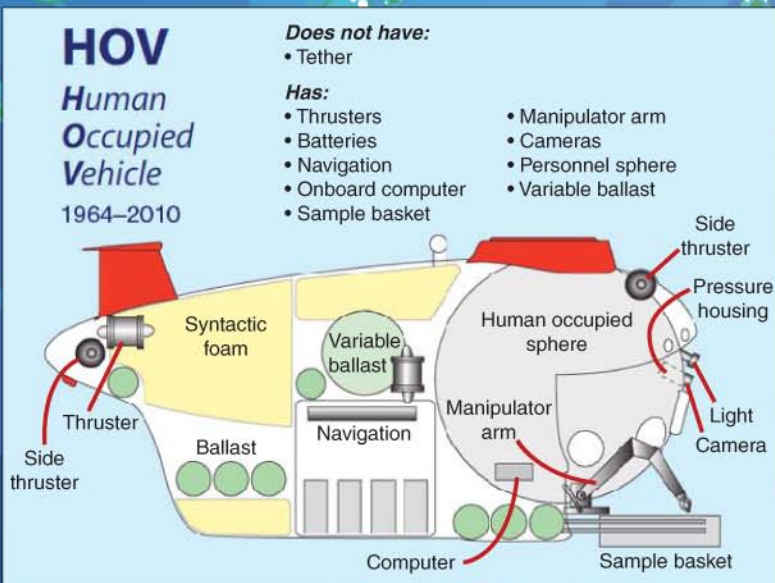 HOV
Human
Occupied
Vehicle
1964–2010
Does not have:
• Tether
Has:
• Thrusters
• Batteries
• Navigation
• Onboard computer
• Sample basket
• Manipulator arm
• Cameras
• Personnel sphere
• Variable ballast
Side
thruster
Pressure
housing
Syntactic
foam
Variable
ballast
Human occupied
sphere
Thruster
Side
thruster
Ballast
Navigation
Manipulator
arm
Light
Camera
Computer
Sample basket